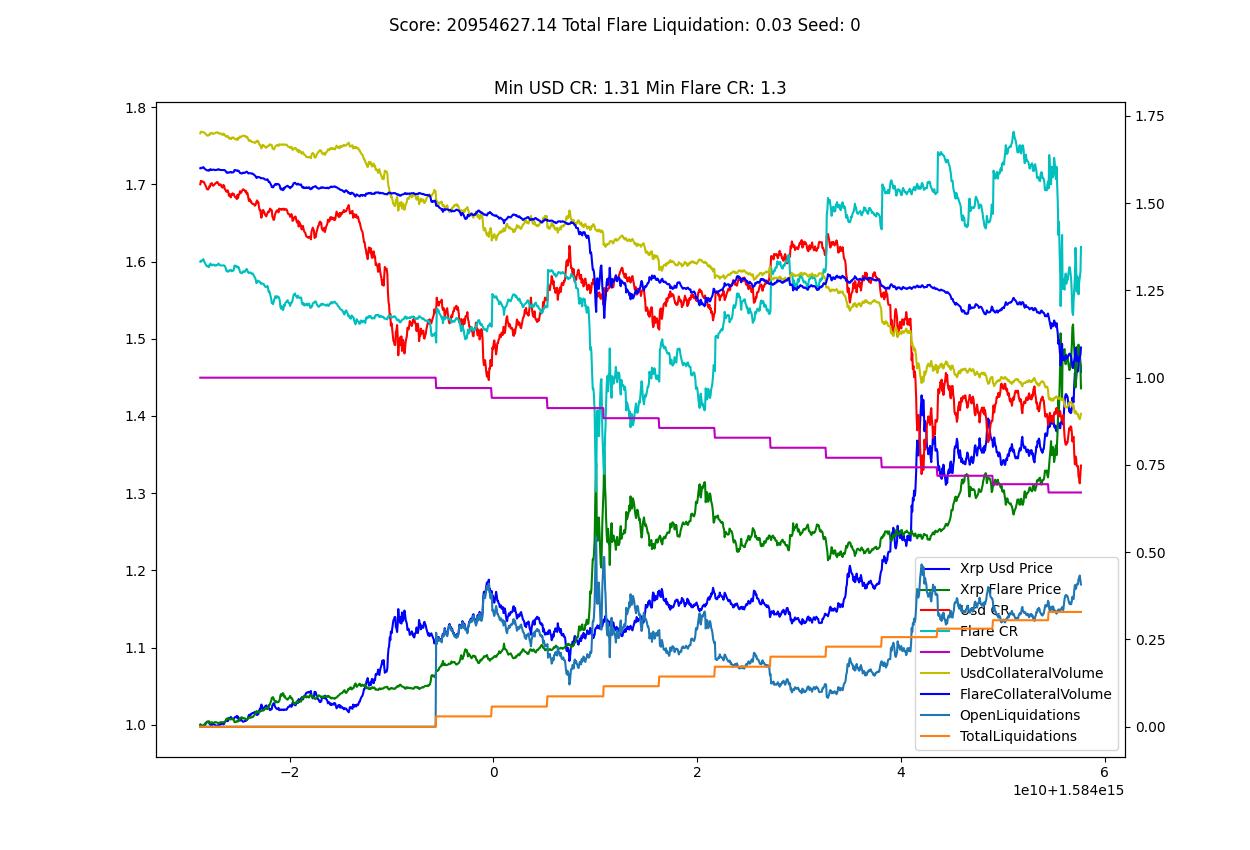 Score: 20954627.14 Total Flare Liquidation: 0.03 Seed: 0
Min USD CR: 1.31 Min Flare CR: 1.3
1.8
1.7
1.6
1.5
1.4
1.3
1.2
1.1
1.0
1.75
1.50
1.25
1.00
0.75
0.50
0.25
0.00
Xrp Usd Price
Xrp Flare Price
Usd CR
Flare CR
DebtVolume
UsdCollateralVolume
FlareCollateralVolume
OpenLiquidations
TotalLiquidations
−2 0 2 4 6
1e10+1.584e15